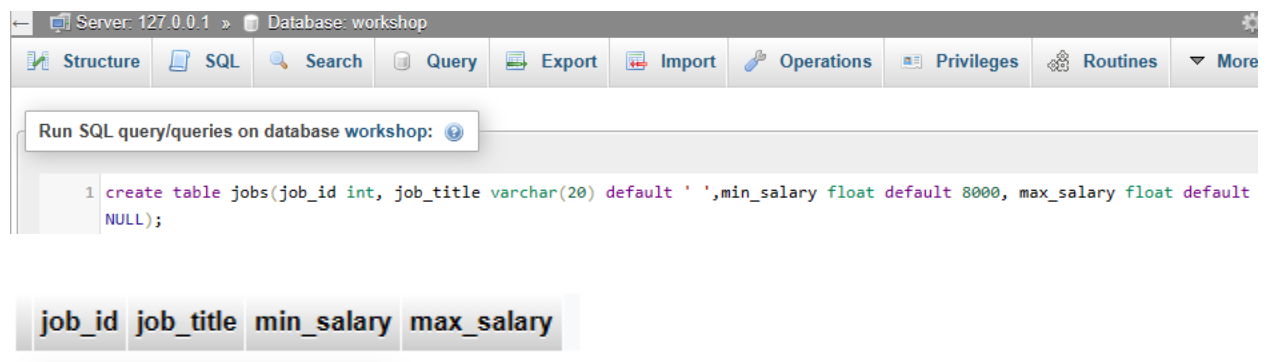 ← Server: 127.0.0.1 » Database: workshop
Structure SQL Search Query Export Import Operations Privileges Routines More
Run SQL query/queries on database workshop:
1 create table jobs(job_id int, job_title varchar(20) default ' ',min_salary float default 8000, max_salary float default
NULL);
job_id job_title min_salary max_salary